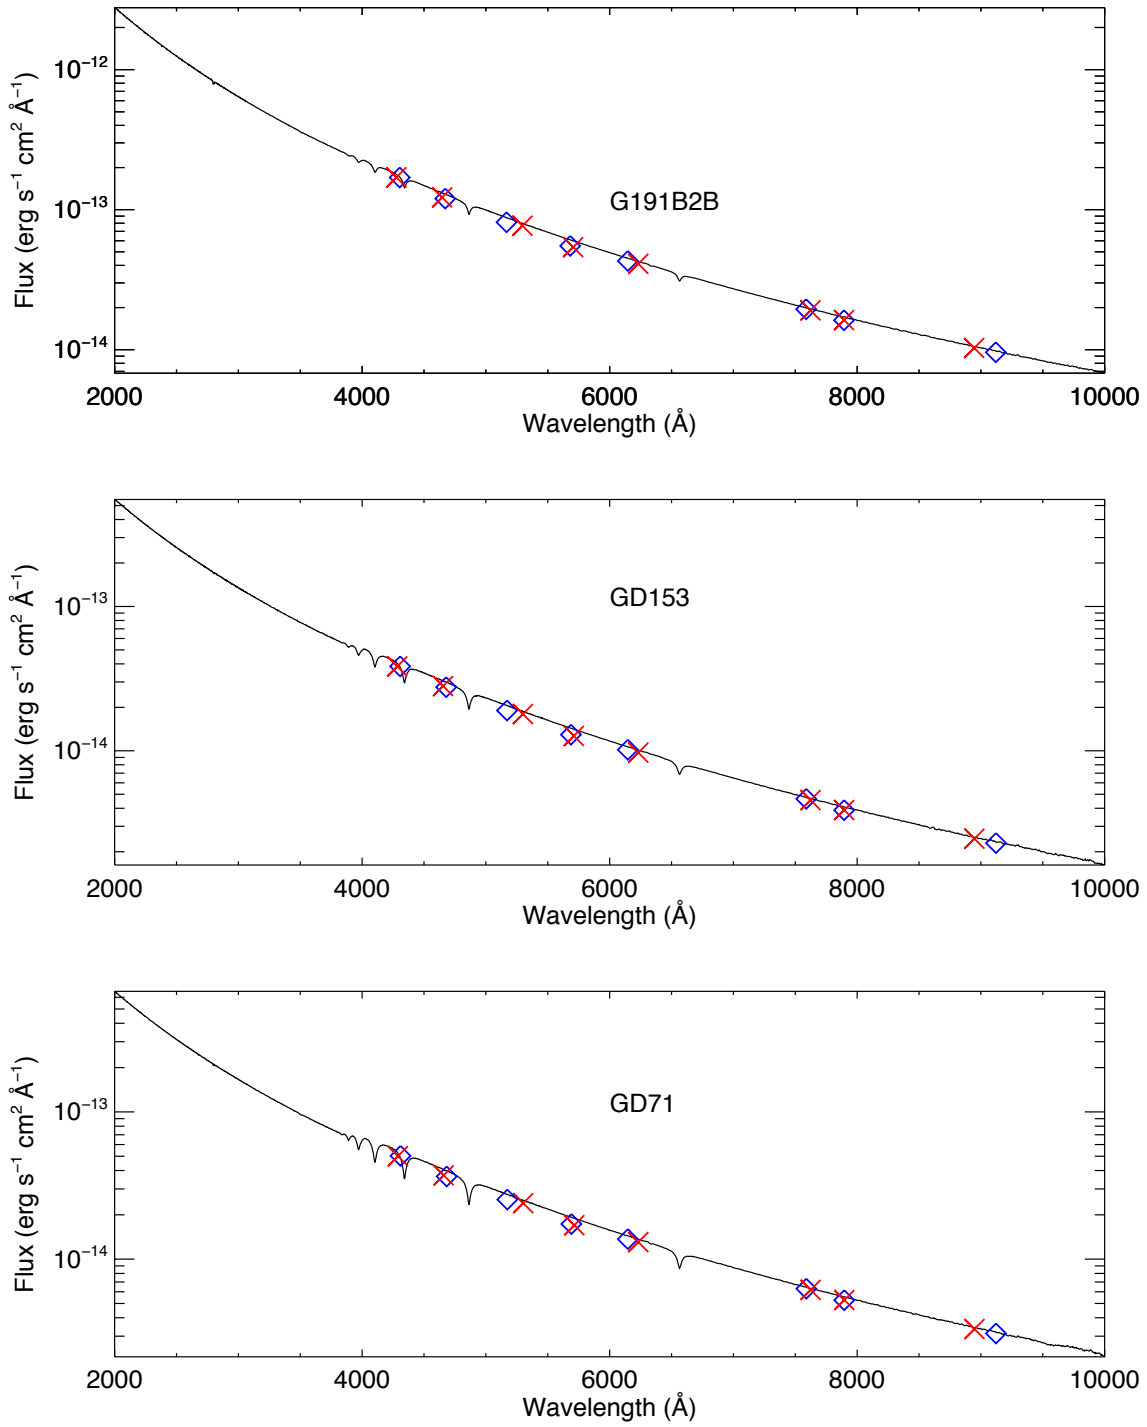 Flux (erg s⁻¹ cm² Å⁻¹)
10⁻¹²
10⁻¹³
10⁻¹⁴
G191B2B
2000 4000 6000 8000 10000
Wavelength (Å)
Flux (erg s⁻¹ cm² Å⁻¹)
10⁻¹³
10⁻¹⁴
GD153
2000 4000 6000 8000 10000
Wavelength (Å)
Flux (erg s⁻¹ cm² Å⁻¹)
10⁻¹³
10⁻¹⁴
GD71
2000 4000 6000 8000 10000
Wavelength (Å)